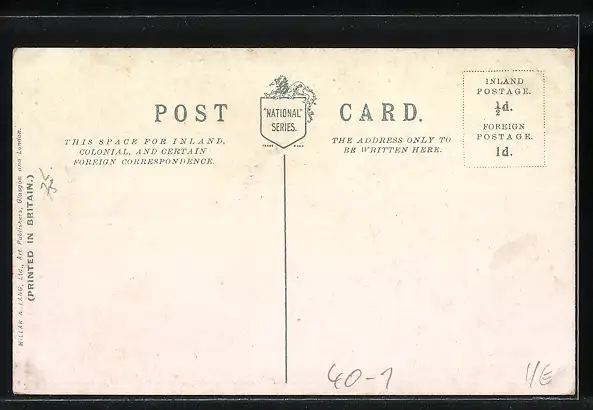 POST CARD.
"NATIONAL"
SERIES.
TRADE MARK
THIS SPACE FOR INLAND,
COLONIAL, AND CERTAIN
FOREIGN CORRESPONDENCE.
THE ADDRESS ONLY TO
BE WRITTEN HERE.
INLAND
POSTAGE.
½d.
FOREIGN
POSTAGE.
1d.
MILLAR & LANG, Ltd., Art Publishers, Glasgow and London.
(PRINTED IN BRITAIN.)
40-1